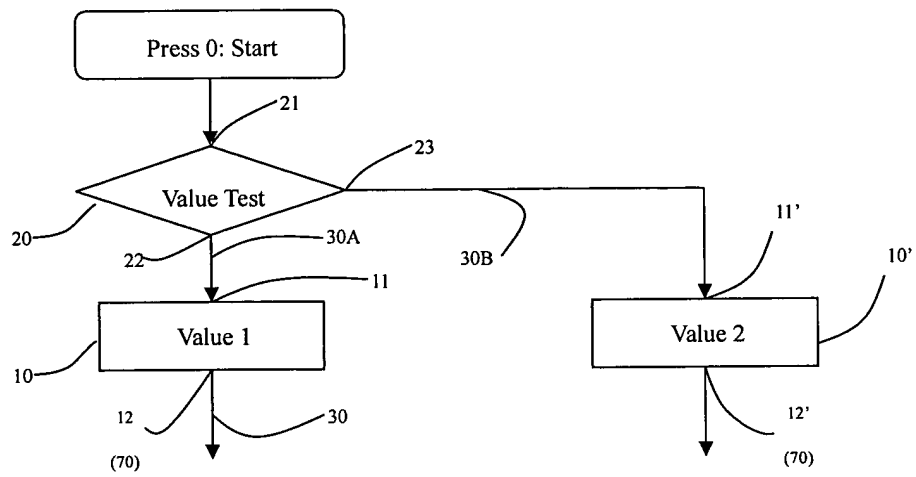 Press 0: Start
21
23
Value Test
20
22
30A
30B
11'
10'
11
Value 1
Value 2
10
12
30
12'
(70)
(70)